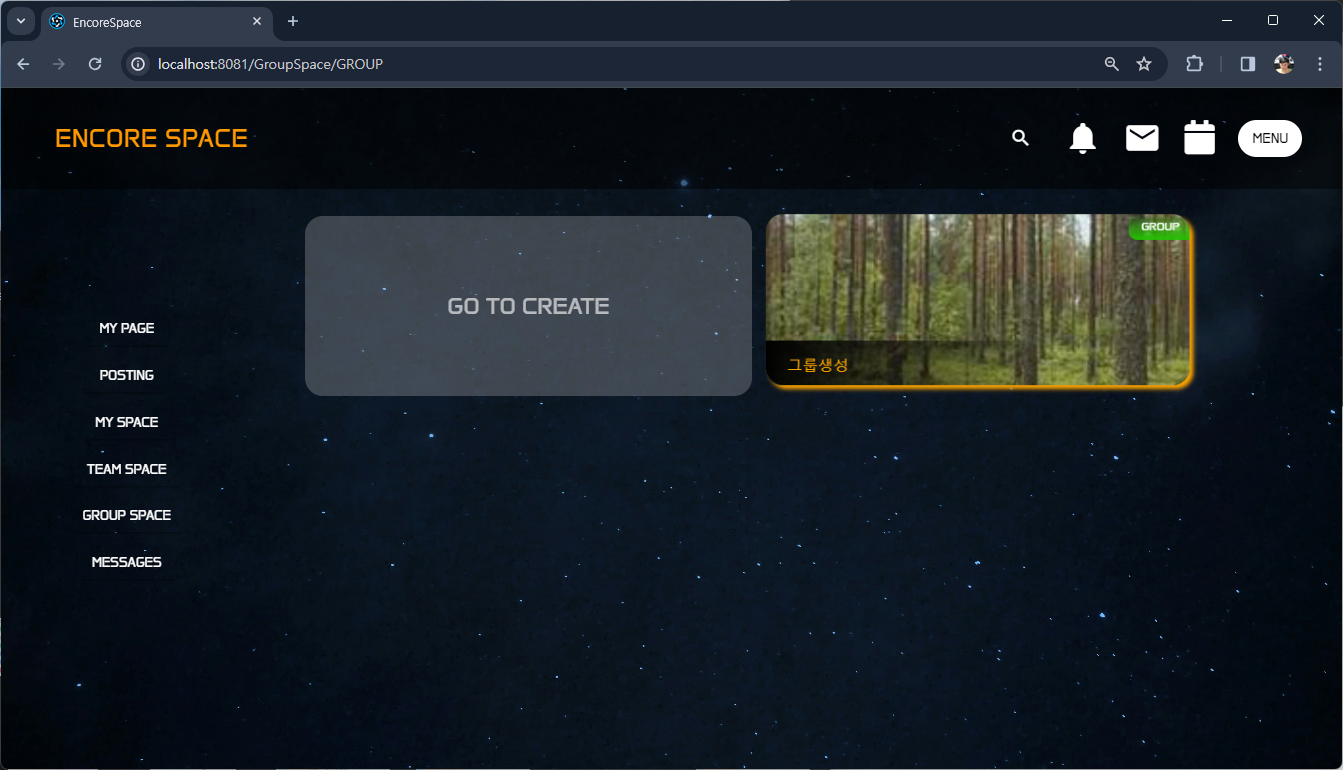 EncoreSpace
localhost:8081/GroupSpace/GROUP
ENCORE SPACE
MENU
GO TO CREATE
GROUP
그룹생성
MY PAGE
POSTING
MY SPACE
TEAM SPACE
GROUP SPACE
MESSAGES